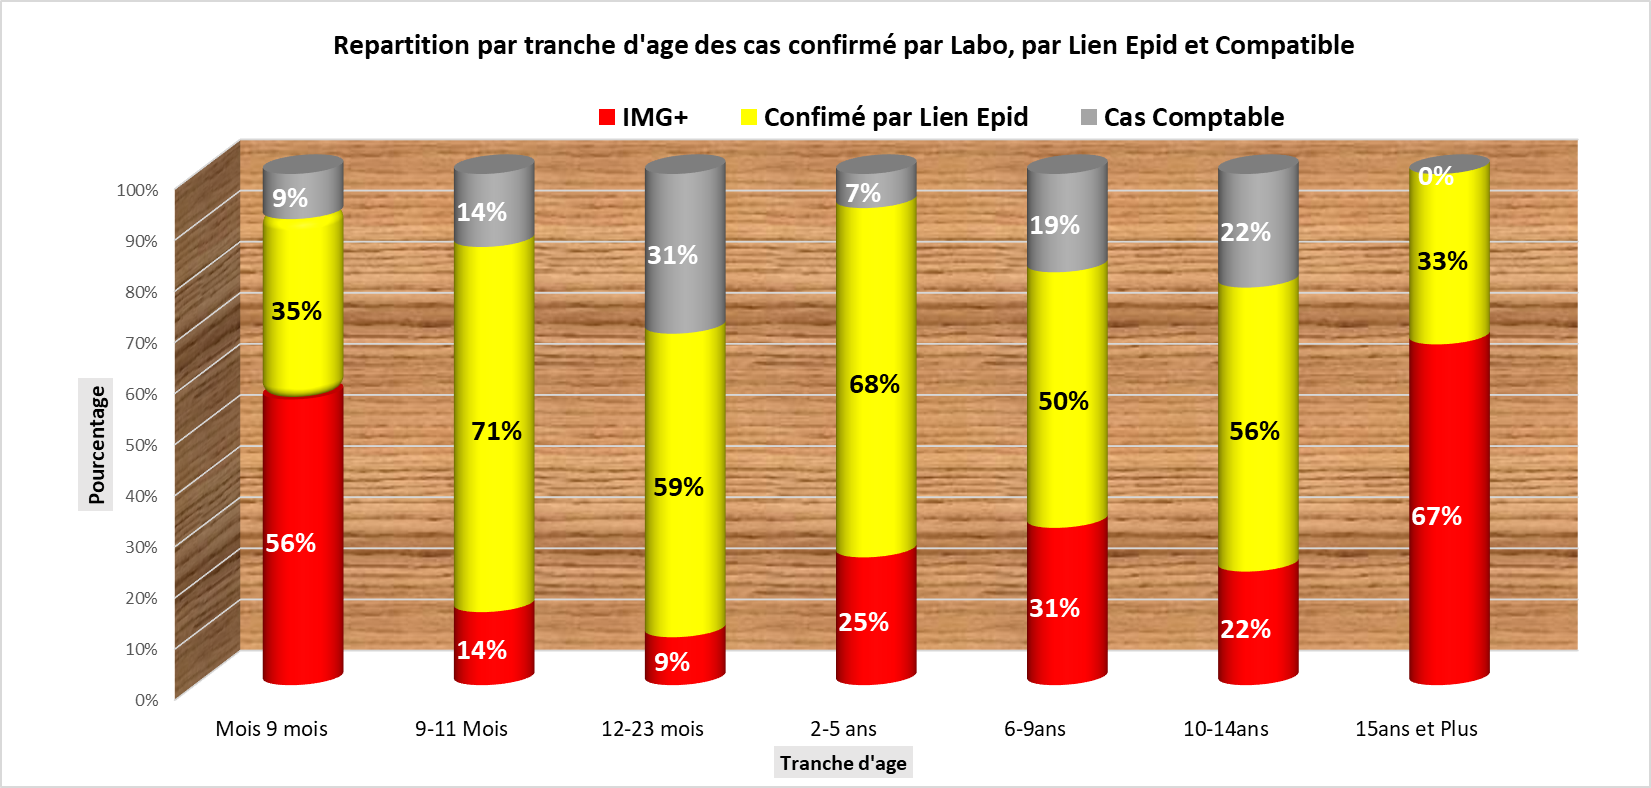 Repartition par tranche d'age des cas confirmé par Labo, par Lien Epid et Compatible
IMG+ Confimé par Lien Epid Cas Comptable
100%
90%
80%
70%
60%
50%
40%
30%
20%
10%
0%
Pourcentage
9% 14% 31% 7% 19% 22% 0%
35% 71% 59% 68% 50% 56% 33%
56% 14% 9% 25% 31% 22% 67%
Mois 9 mois 9-11 Mois 12-23 mois 2-5 ans 6-9ans 10-14ans 15ans et Plus
Tranche d'age